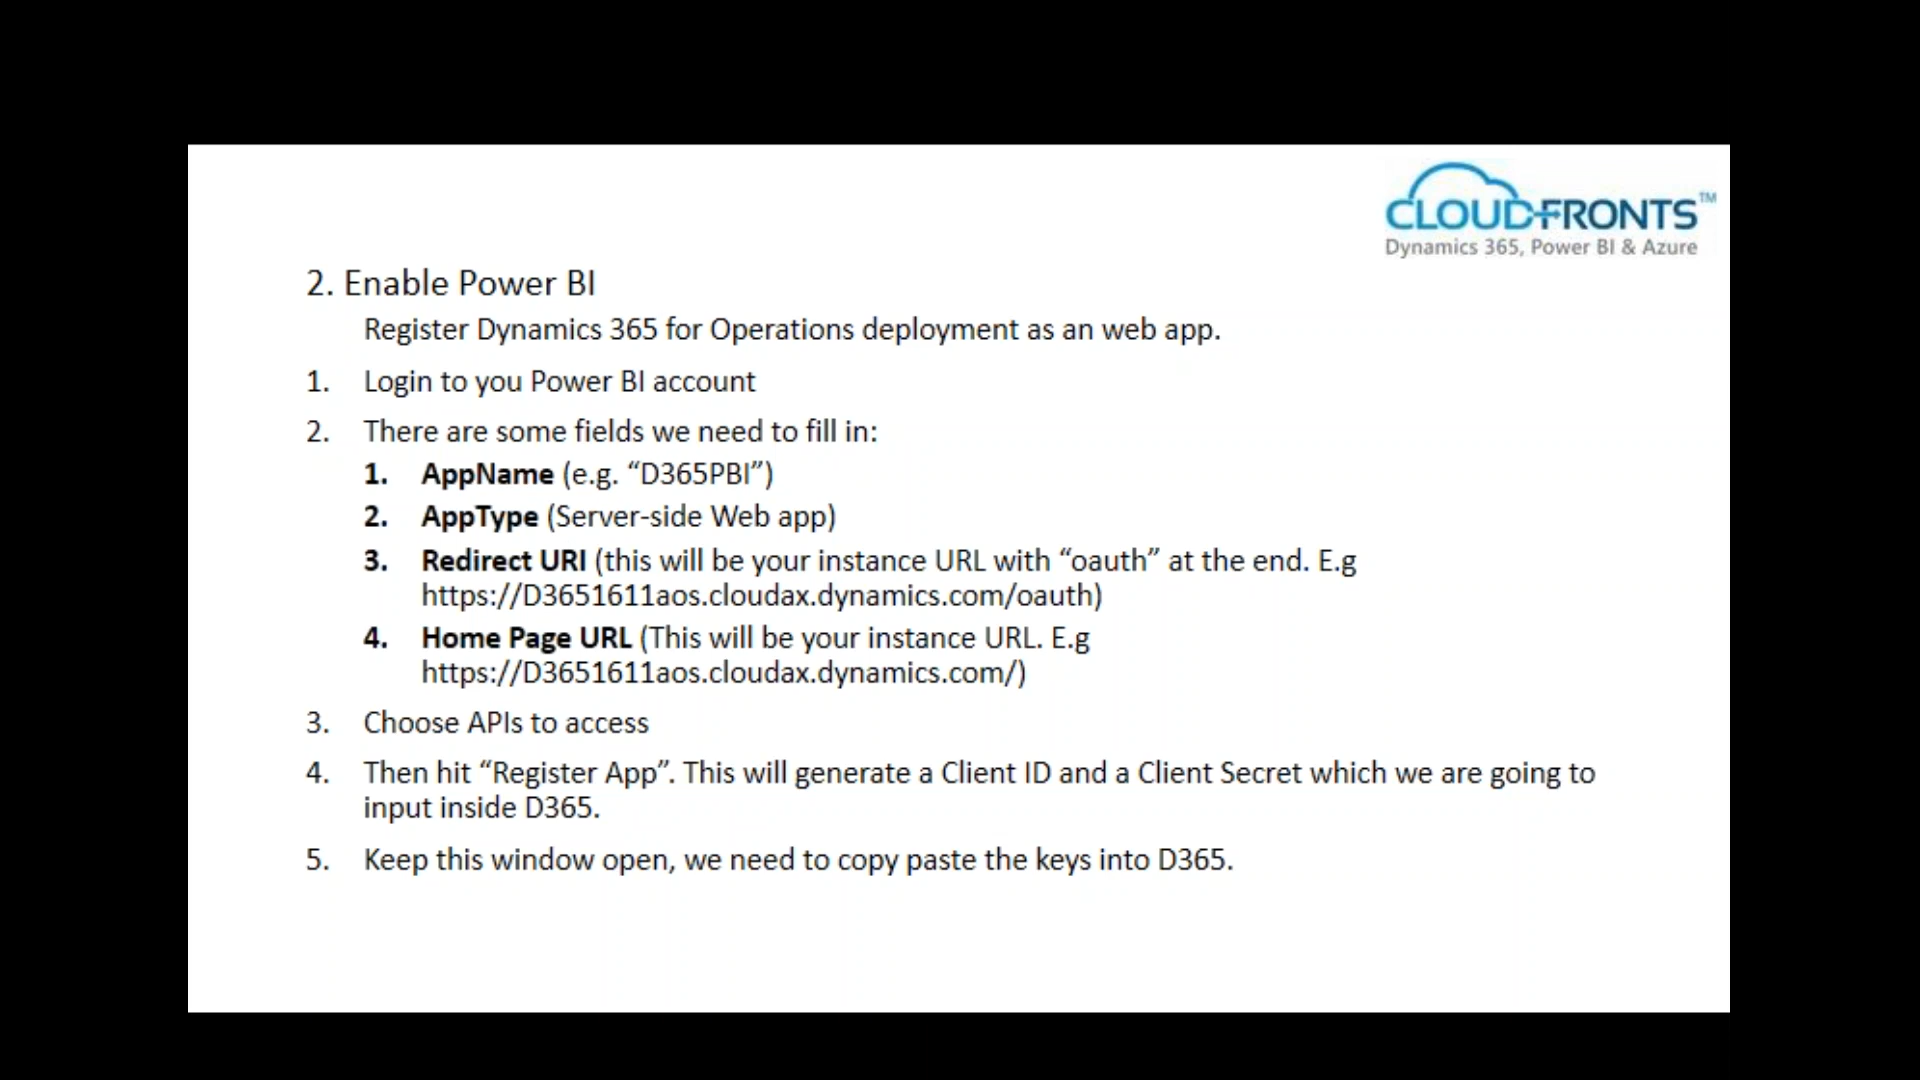 CLOUDFRONTS™
Dynamics 365, Power BI & Azure
2. Enable Power BI
Register Dynamics 365 for Operations deployment as an web app.
1. Login to you Power BI account
2. There are some fields we need to fill in:
1. AppName (e.g. “D365PBI”)
2. AppType (Server-side Web app)
3. Redirect URI (this will be your instance URL with “oauth” at the end. E.g
https://D3651611aos.cloudax.dynamics.com/oauth)
4. Home Page URL (This will be your instance URL. E.g
https://D3651611aos.cloudax.dynamics.com/)
3. Choose APIs to access
4. Then hit “Register App”. This will generate a Client ID and a Client Secret which we are going to
input inside D365.
5. Keep this window open, we need to copy paste the keys into D365.